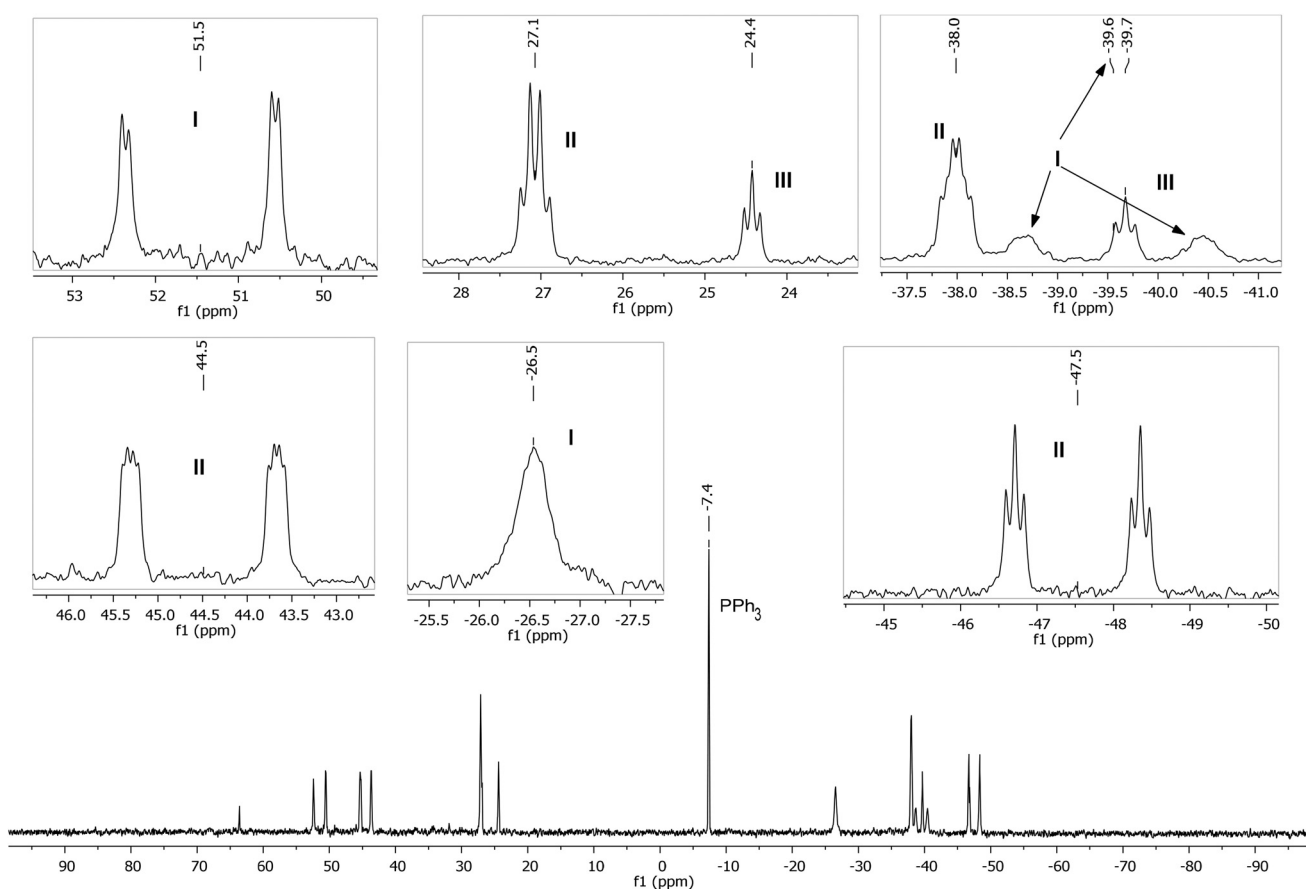 51.5
I
53 52 51 50
f1 (ppm)
27.1
24.4
II
III
28 27 26 25 24
f1 (ppm)
-38.0
-39.6
-39.7
II
I
III
-37.5 -38.0 -38.5 -39.0 -39.5 -40.0 -40.5 -41.0
f1 (ppm)
44.5
II
46.0 45.5 45.0 44.5 44.0 43.5 43.0
f1 (ppm)
-26.5
I
-25.5 -26.0 -26.5 -27.0 -27.5
f1 (ppm)
-7.4
PPh3
-47.5
II
-45 -46 -47 -48 -49 -50
f1 (ppm)
90 80 70 60 50 40 30 20 10 0 -10 -20 -30 -40 -50 -60 -70 -80 -90
f1 (ppm)